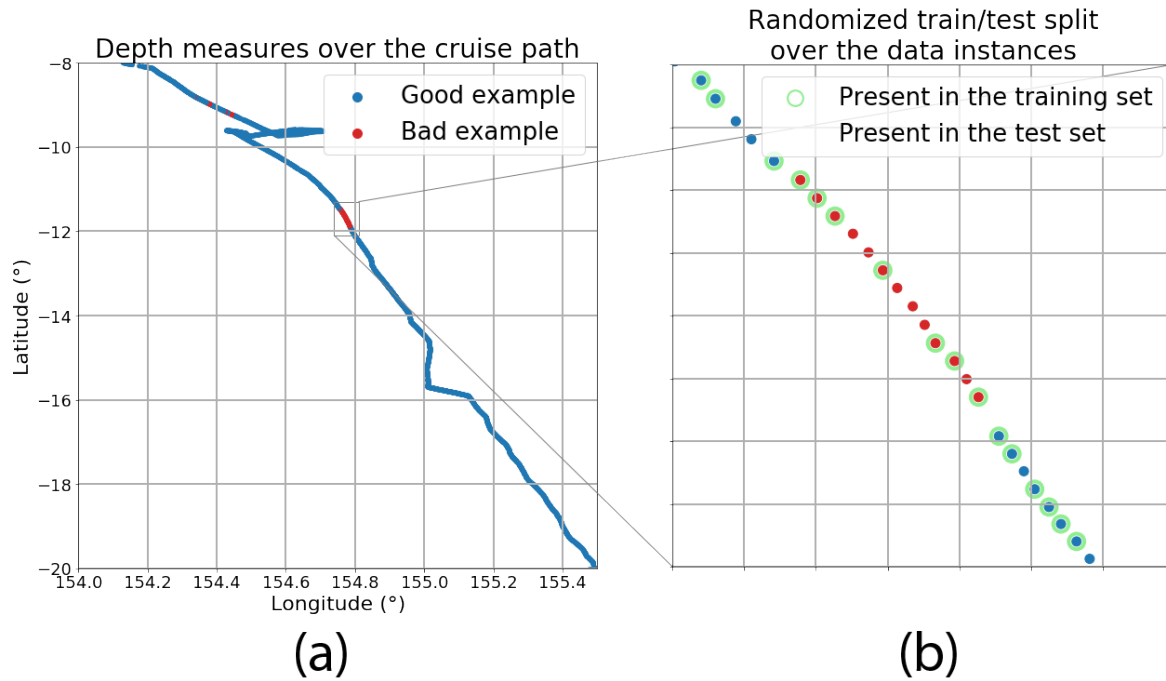 Depth measures over the cruise path
Good example
Bad example
−8
−10
−12
−14
−16
−18
−20
Latitude (°)
154.0 154.2 154.4 154.6 154.8 155.0 155.2 155.4
Longitude (°)
(a)
Randomized train/test split
over the data instances
Present in the training set
Present in the test set
(b)